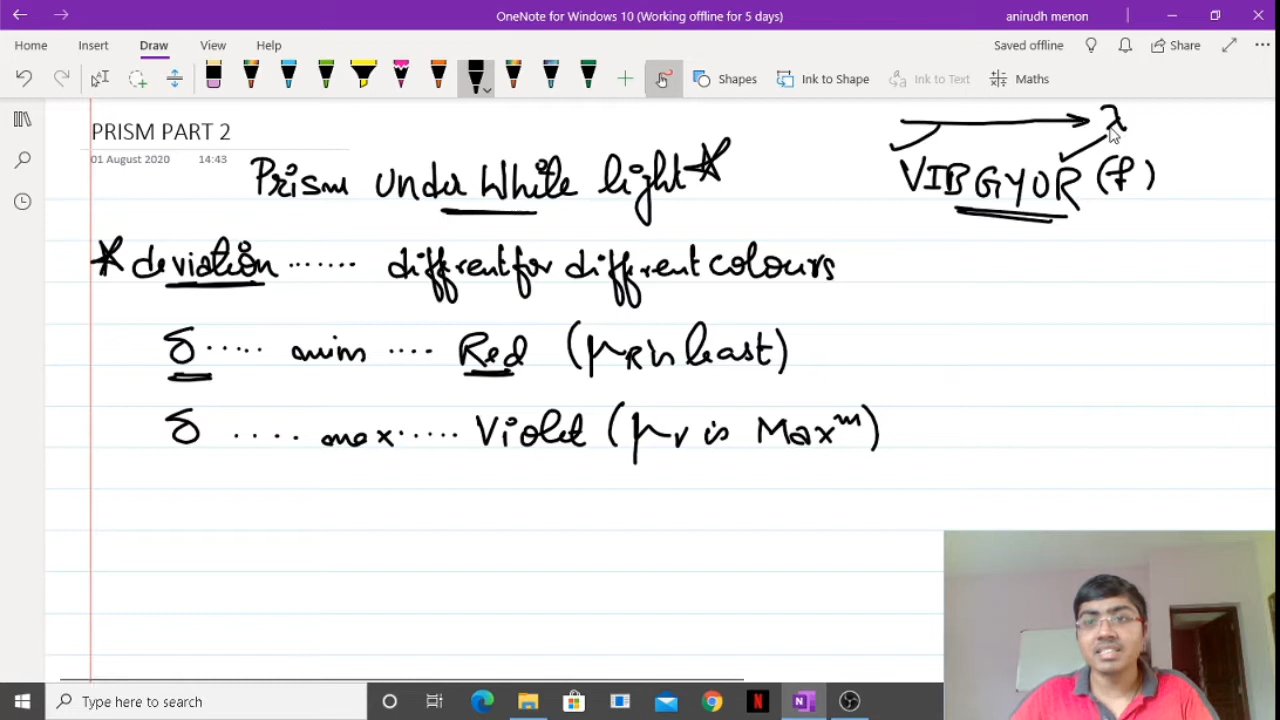 OneNote for Windows 10 (Working offline for 5 days)
anirudh menon
Home Insert Draw View Help
Saved offline
Share
Shapes
Ink to Shape
Ink to Text
Maths
PRISM PART 2
01 August 2020 14:43
λ
Prism under White light
VIBGYOR (f)
deviation ...... different for different colours
δ ..... min .... Red (μR is least)
δ .... max ..... Violet (μv is Maxᵐ)
Type here to search